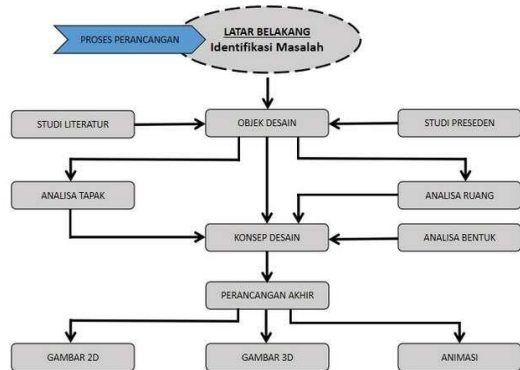 PROSES PERANCANGAN
LATAR BELAKANG
Identifikasi Masalah
STUDI LITERATUR
OBJEK DESAIN
STUDI PRESEDEN
ANALISA TAPAK
ANALISA RUANG
KONSEP DESAIN
ANALISA BENTUK
PERANCANGAN AKHIR
GAMBAR 2D
GAMBAR 3D
ANIMASI